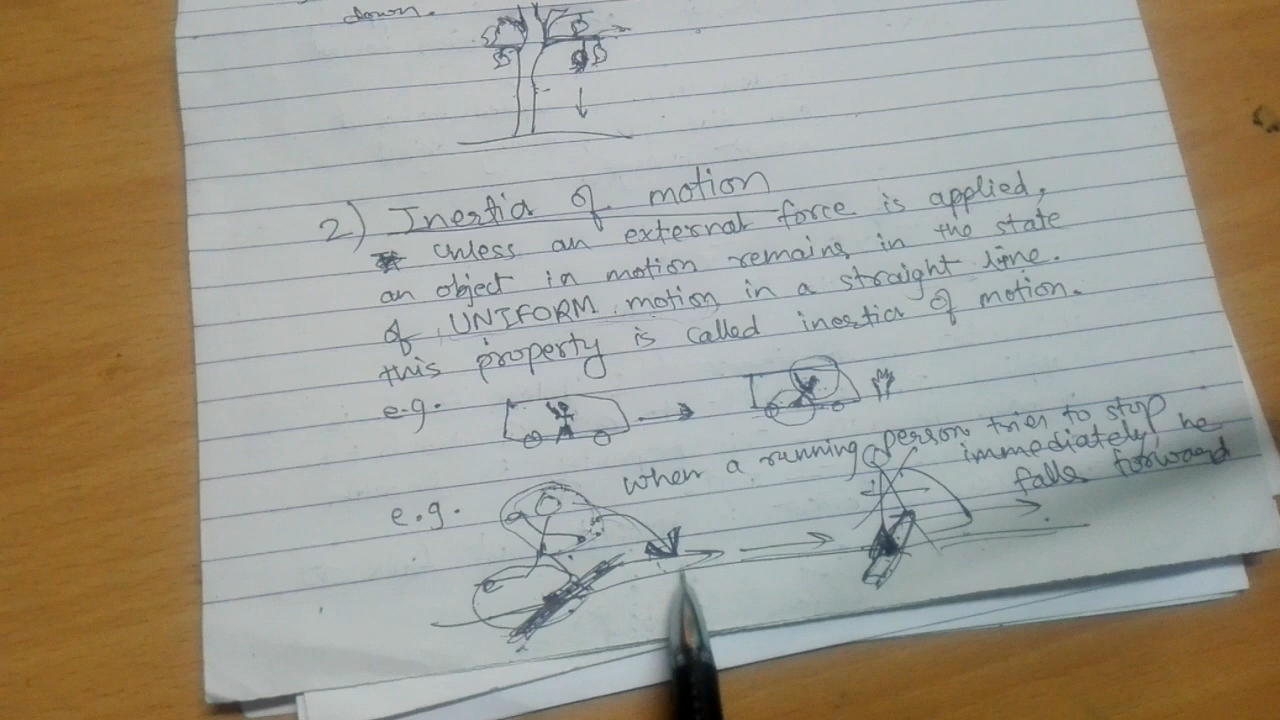 down.
2) Inertia of motion
unless an external force is applied,
an object in motion remains in the state
of UNIFORM motion in a straight line.
this property is called inertia of motion.
e.g.
e.g. when a running person tries to stop
immediately, he
falls forward